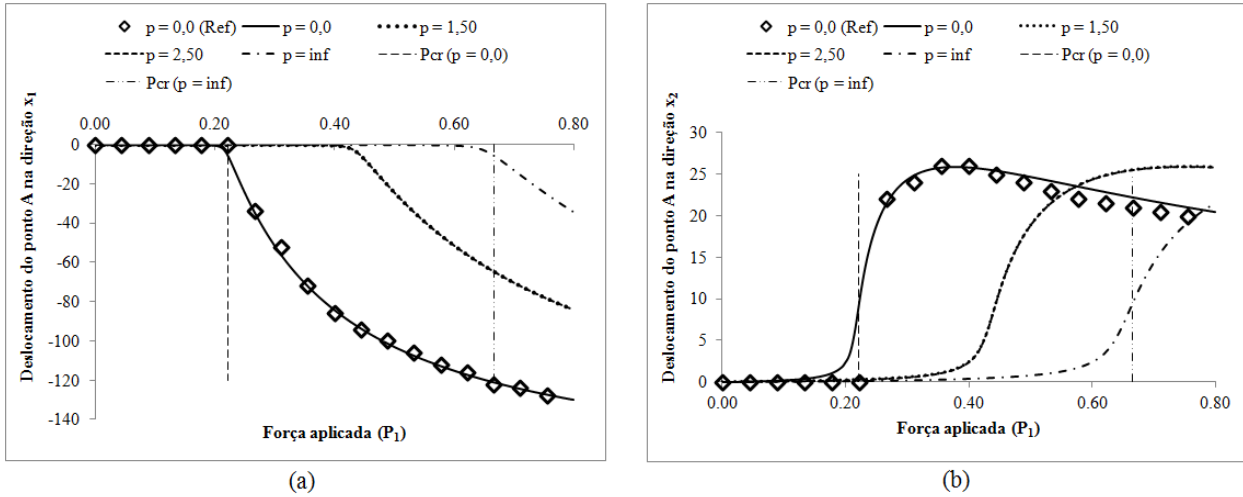 p = 0,0 (Ref) p = 0,0 p = 1,50
p = 2,50 p = inf Pcr (p = 0,0)
Pcr (p = inf)
Deslocamento do ponto A na direção x1
0.00 0.20 0.40 0.60 0.80
0
-20
-40
-60
-80
-100
-120
-140
Força aplicada (P1)
(a)
p = 0,0 (Ref) p = 0,0 p = 1,50
p = 2,50 p = inf Pcr (p = 0,0)
Pcr (p = inf)
Deslocamento do ponto A na direção x2
30
25
20
15
10
5
0
0.00 0.20 0.40 0.60 0.80
Força aplicada (P1)
(b)